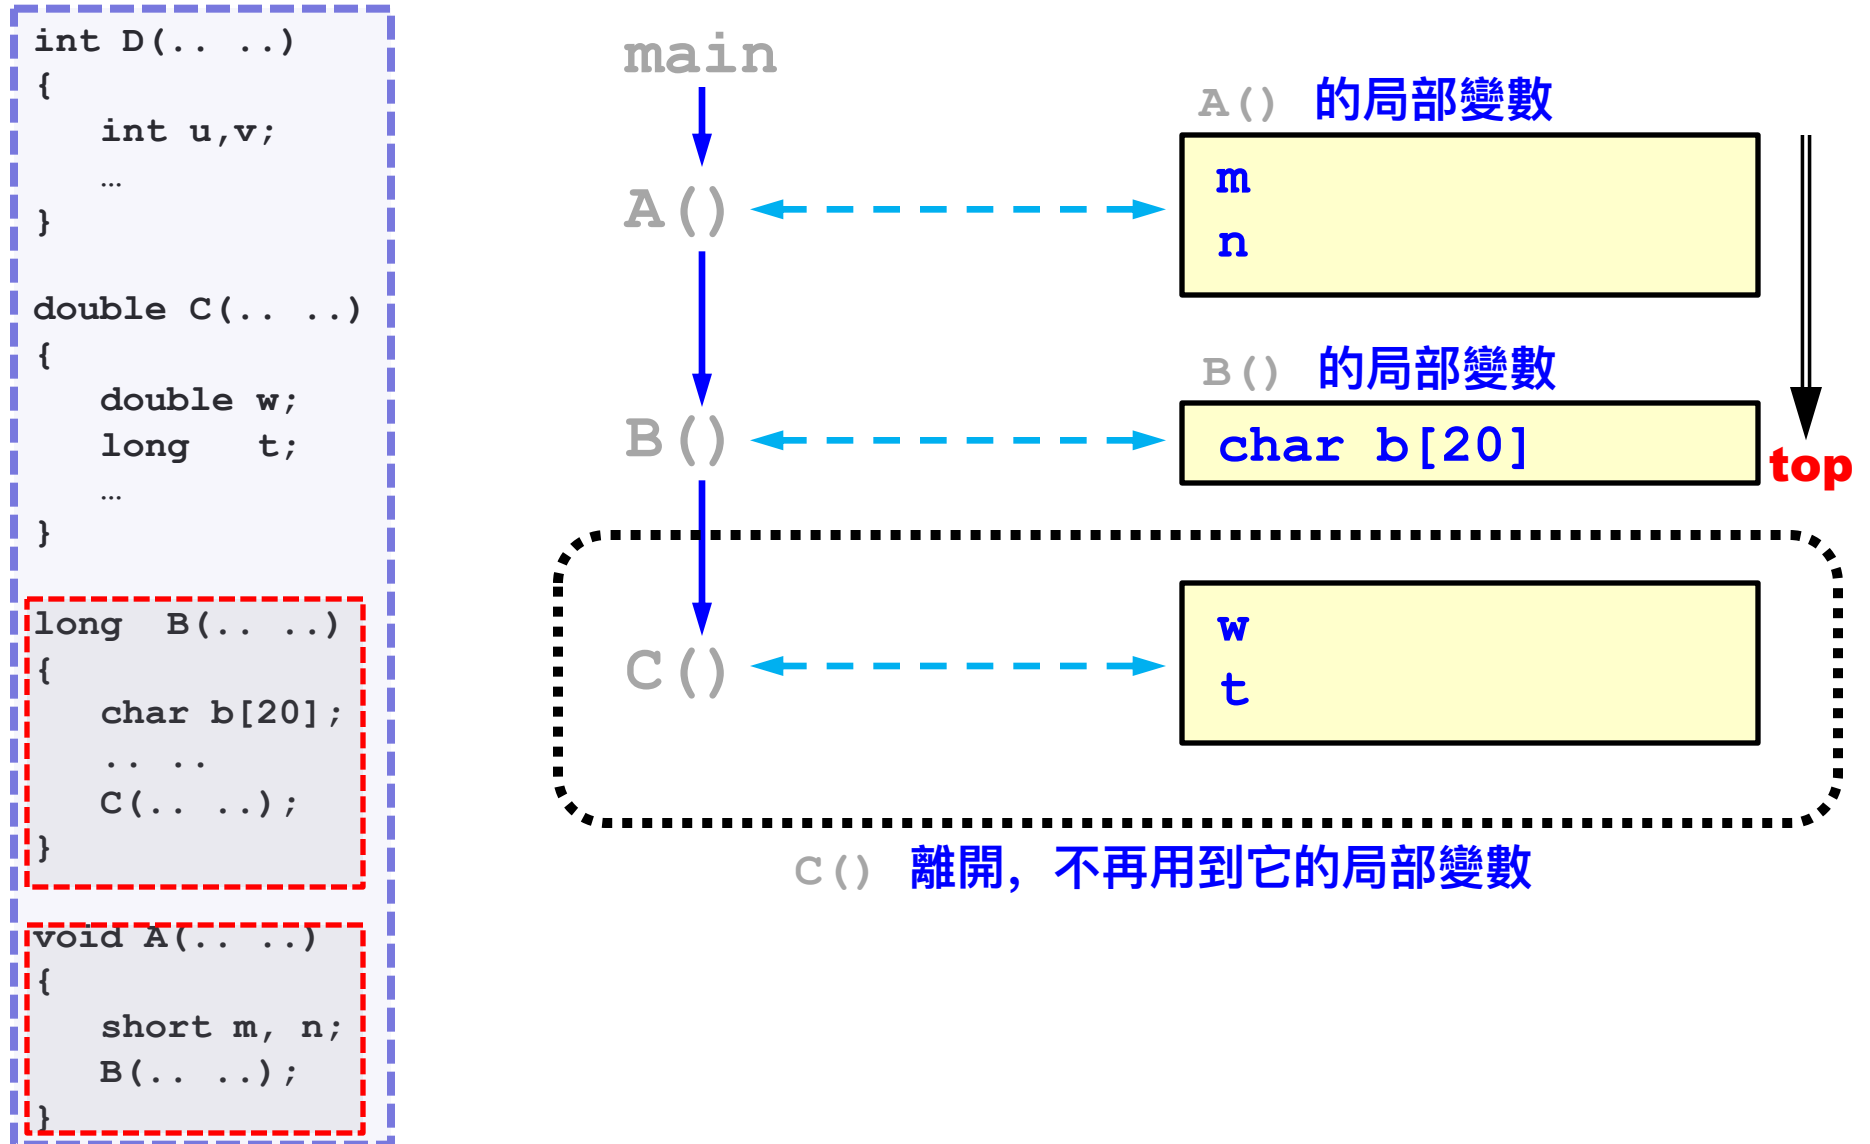 int D(.. ..)
{
int u,v;
…
}
double C(.. ..)
{
double w;
long t;
…
}
long B(.. ..)
{
char b[20];
.. ..
C(.. ..);
}
void A(.. ..)
{
short m, n;
B(.. ..);
}
main
A()
B()
C()
A() 的局部變數
m
n
B() 的局部變數
char b[20]
top
w
t
C() 離開，不再用到它的局部變數